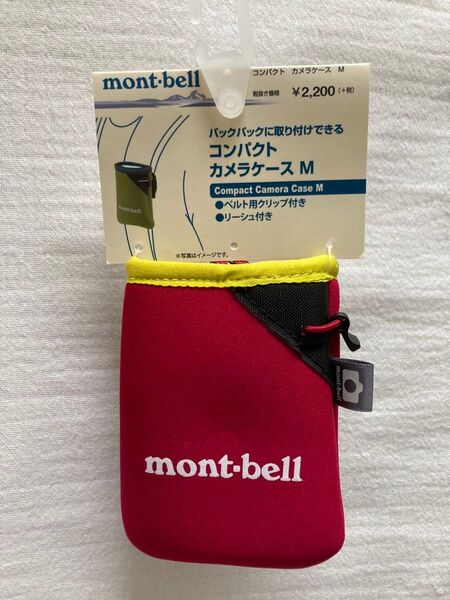 mont-bell
コンパクト カメラケース M
税抜き価格 ¥2,200 (+税)
バックパックに取り付けできる
コンパクト
カメラケース M
Compact Camera Case M
●ベルト用クリップ付き
●リーシュ付き
mont-bell
※写真はイメージです。
mont-bell
mont-bell